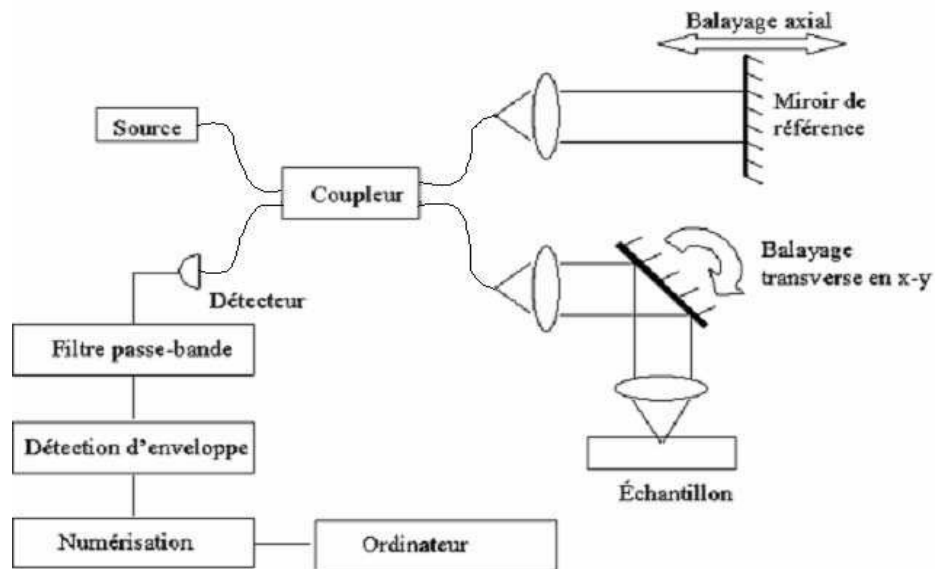 Balayage axial
Miroir de
référence
Source
Coupleur
Balayage
transverse en x-y
Détecteur
Filtre passe-bande
Détection d'enveloppe
Échantillon
Numérisation
Ordinateur